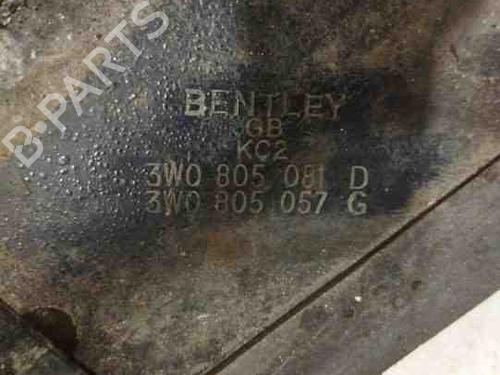 B-PARTS
BENTLEY
GB
KC2
3W0 805 081 D
3W0 805 057 G